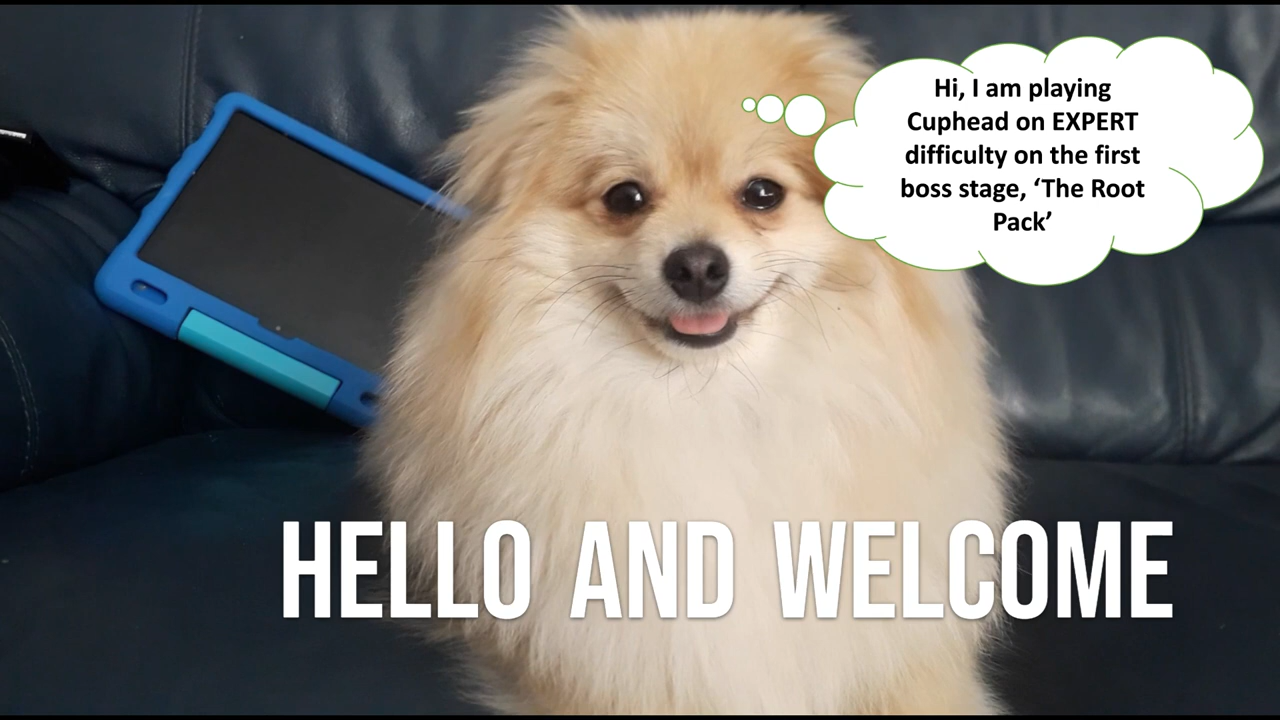 Hi, I am playing
Cuphead on EXPERT
difficulty on the first
boss stage, ‘The Root
Pack’
HELLO AND WELCOME